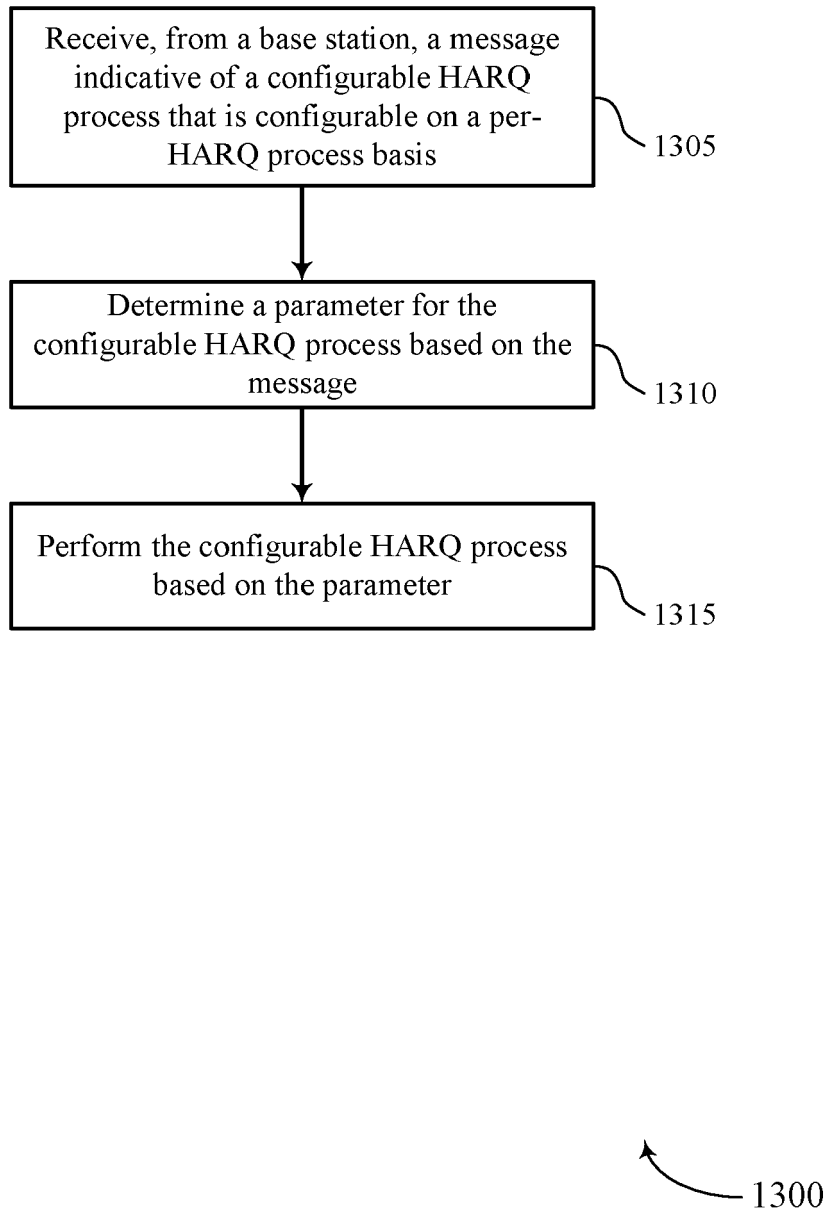 Receive, from a base station, a message
indicative of a configurable HARQ
process that is configurable on a per-
HARQ process basis
1305
Determine a parameter for the
configurable HARQ process based on the
message
1310
Perform the configurable HARQ process
based on the parameter
1315
1300